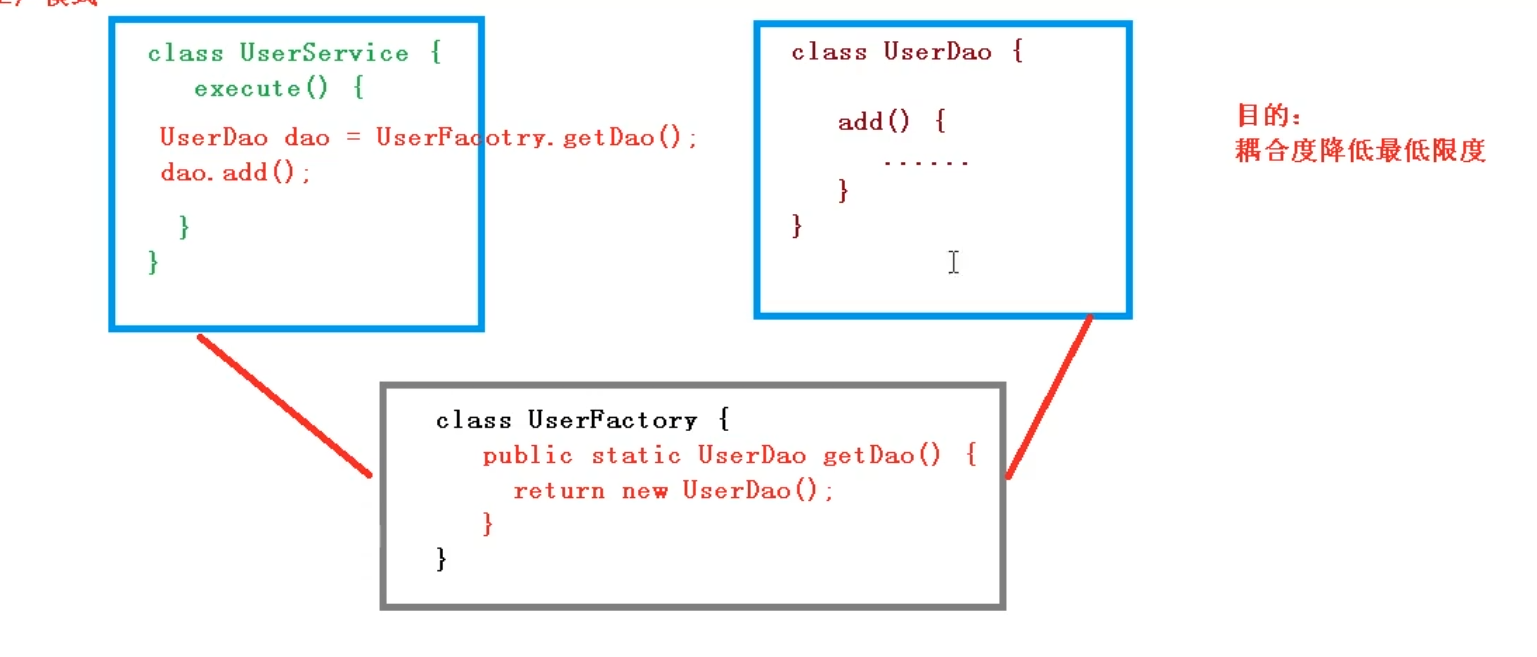 class UserService {
execute() {
UserDao dao = UserFacotry.getDao();
dao.add();
}
}
class UserDao {
add() {
......
}
}
目的：
耦合度降低最低限度
class UserFactory {
public static UserDao getDao() {
return new UserDao();
}
}